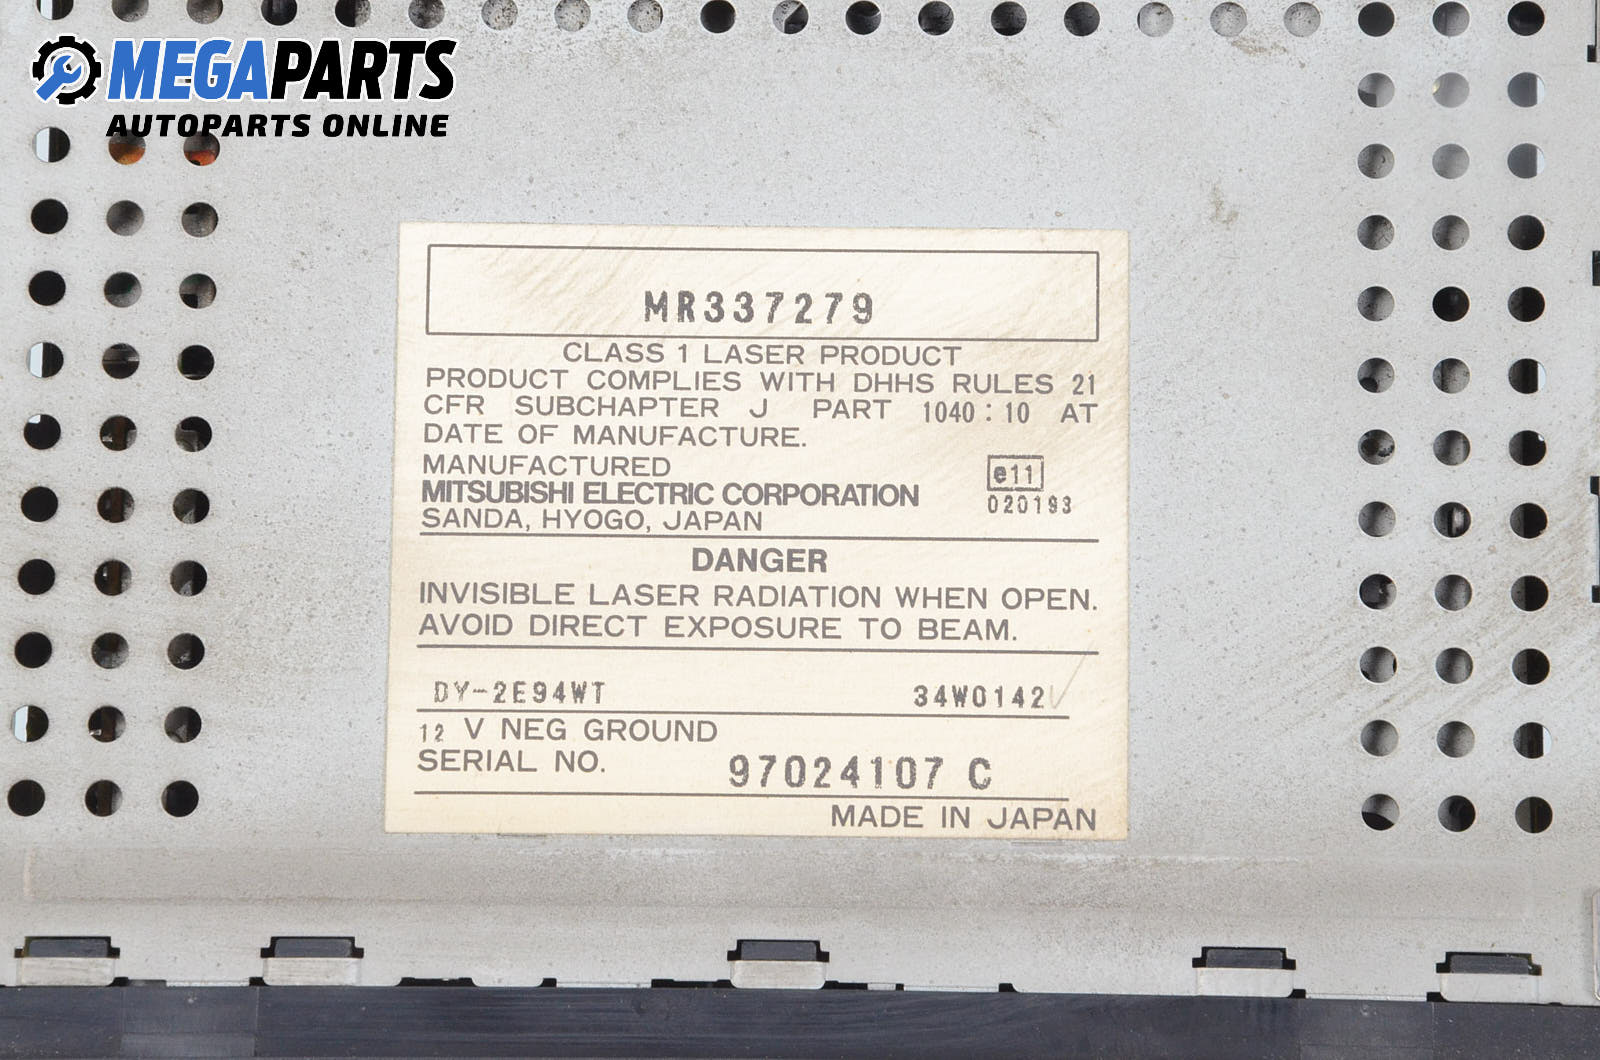 MEGAPARTS
AUTOPARTS ONLINE
MR337279
CLASS 1 LASER PRODUCT
PRODUCT COMPLIES WITH DHHS RULES 21
CFR SUBCHAPTER J PART 1040:10 AT
DATE OF MANUFACTURE.
MANUFACTURED
MITSUBISHI ELECTRIC CORPORATION
SANDA, HYOGO, JAPAN
e11
020193
DANGER
INVISIBLE LASER RADIATION WHEN OPEN.
AVOID DIRECT EXPOSURE TO BEAM.
DY-2E94WT 34W0142
12 V NEG GROUND
SERIAL NO. 97024107 C
MADE IN JAPAN